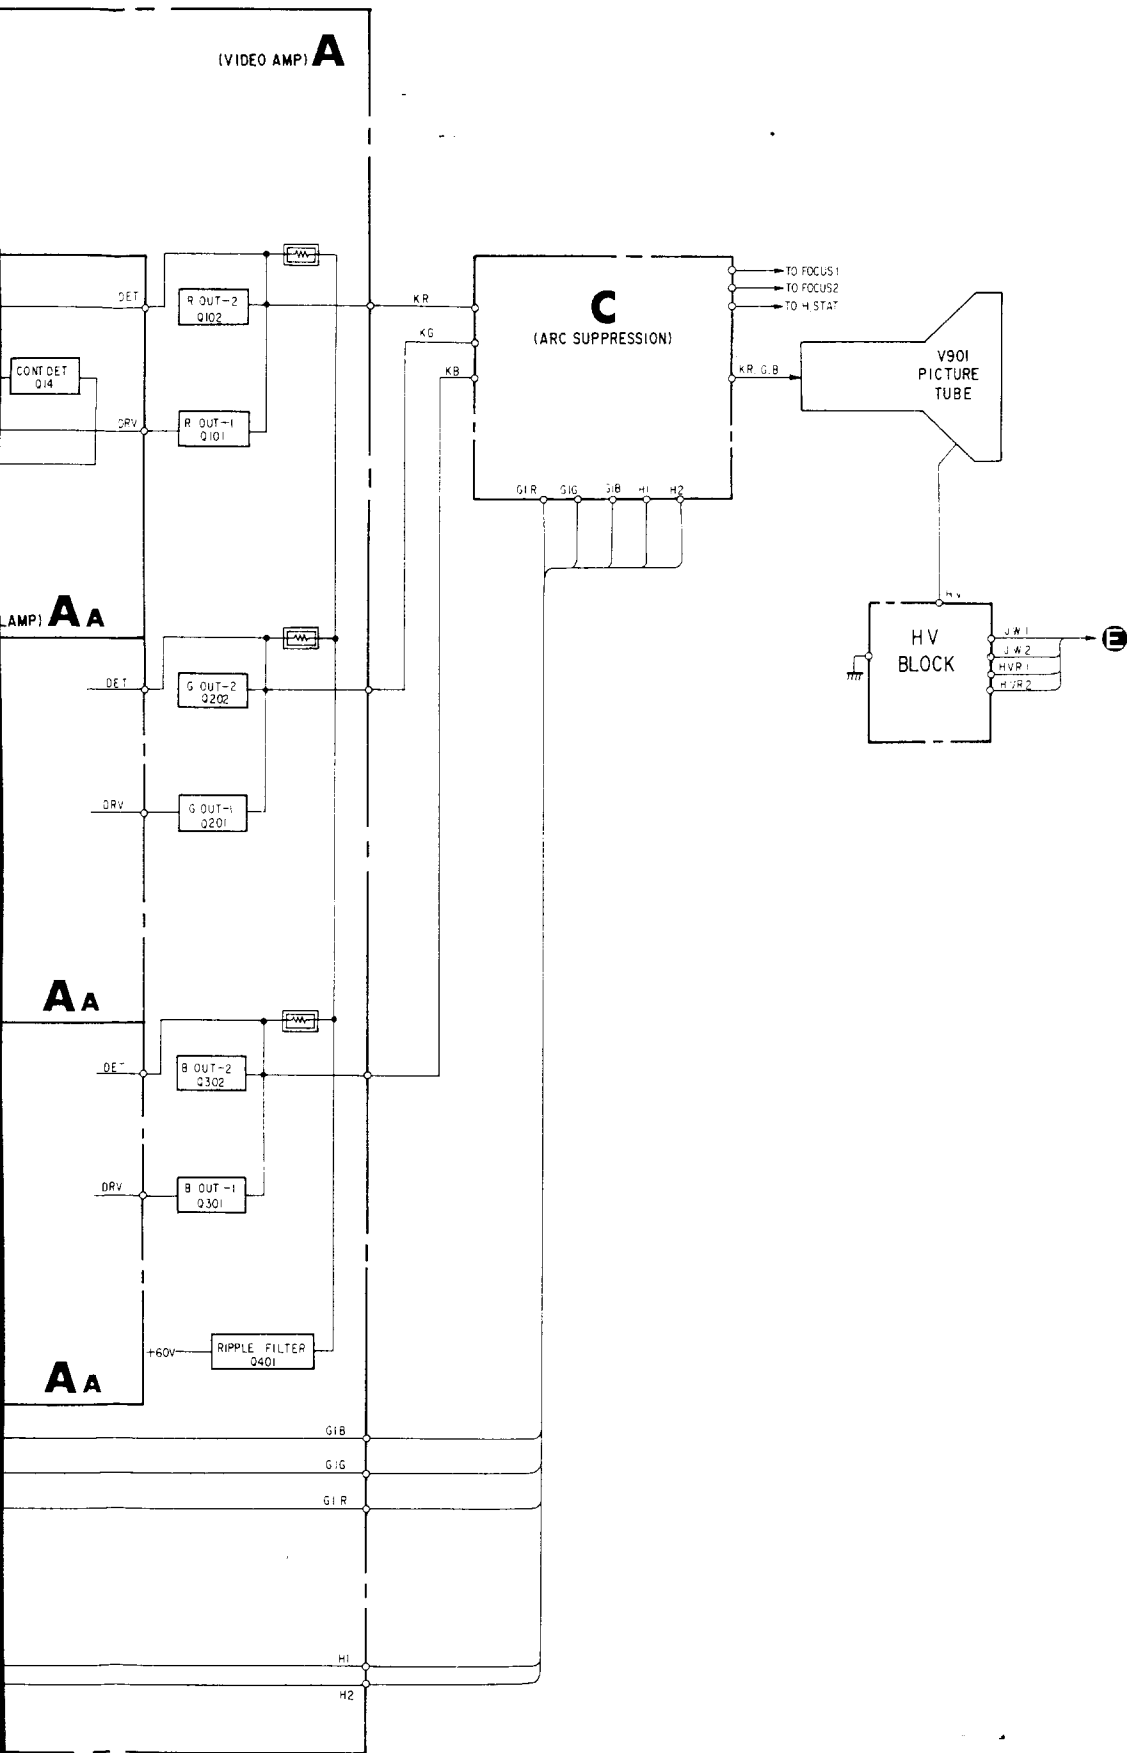 (VIDEO AMP) A
DET
R OUT-2
Q102
KR
KG
KB
C
(ARC SUPPRESSION)
TO FOCUS1
TO FOCUS2
TO H.STAT
KR.G.B
V901
PICTURE
TUBE
CONT DET
Q14
DRV
R OUT-1
Q101
G1R
G1G
G1B
H1
H2
HV
LAMP) A A
HV
BLOCK
JW1
JW2
HVR1
HVR2
E
DET
G OUT-2
Q202
DRV
G OUT-1
Q201
A A
DET
B OUT-2
Q302
DRV
B OUT-1
Q301
+60V
RIPPLE FILTER
Q401
A A
G1B
G1G
G1R
H1
H2